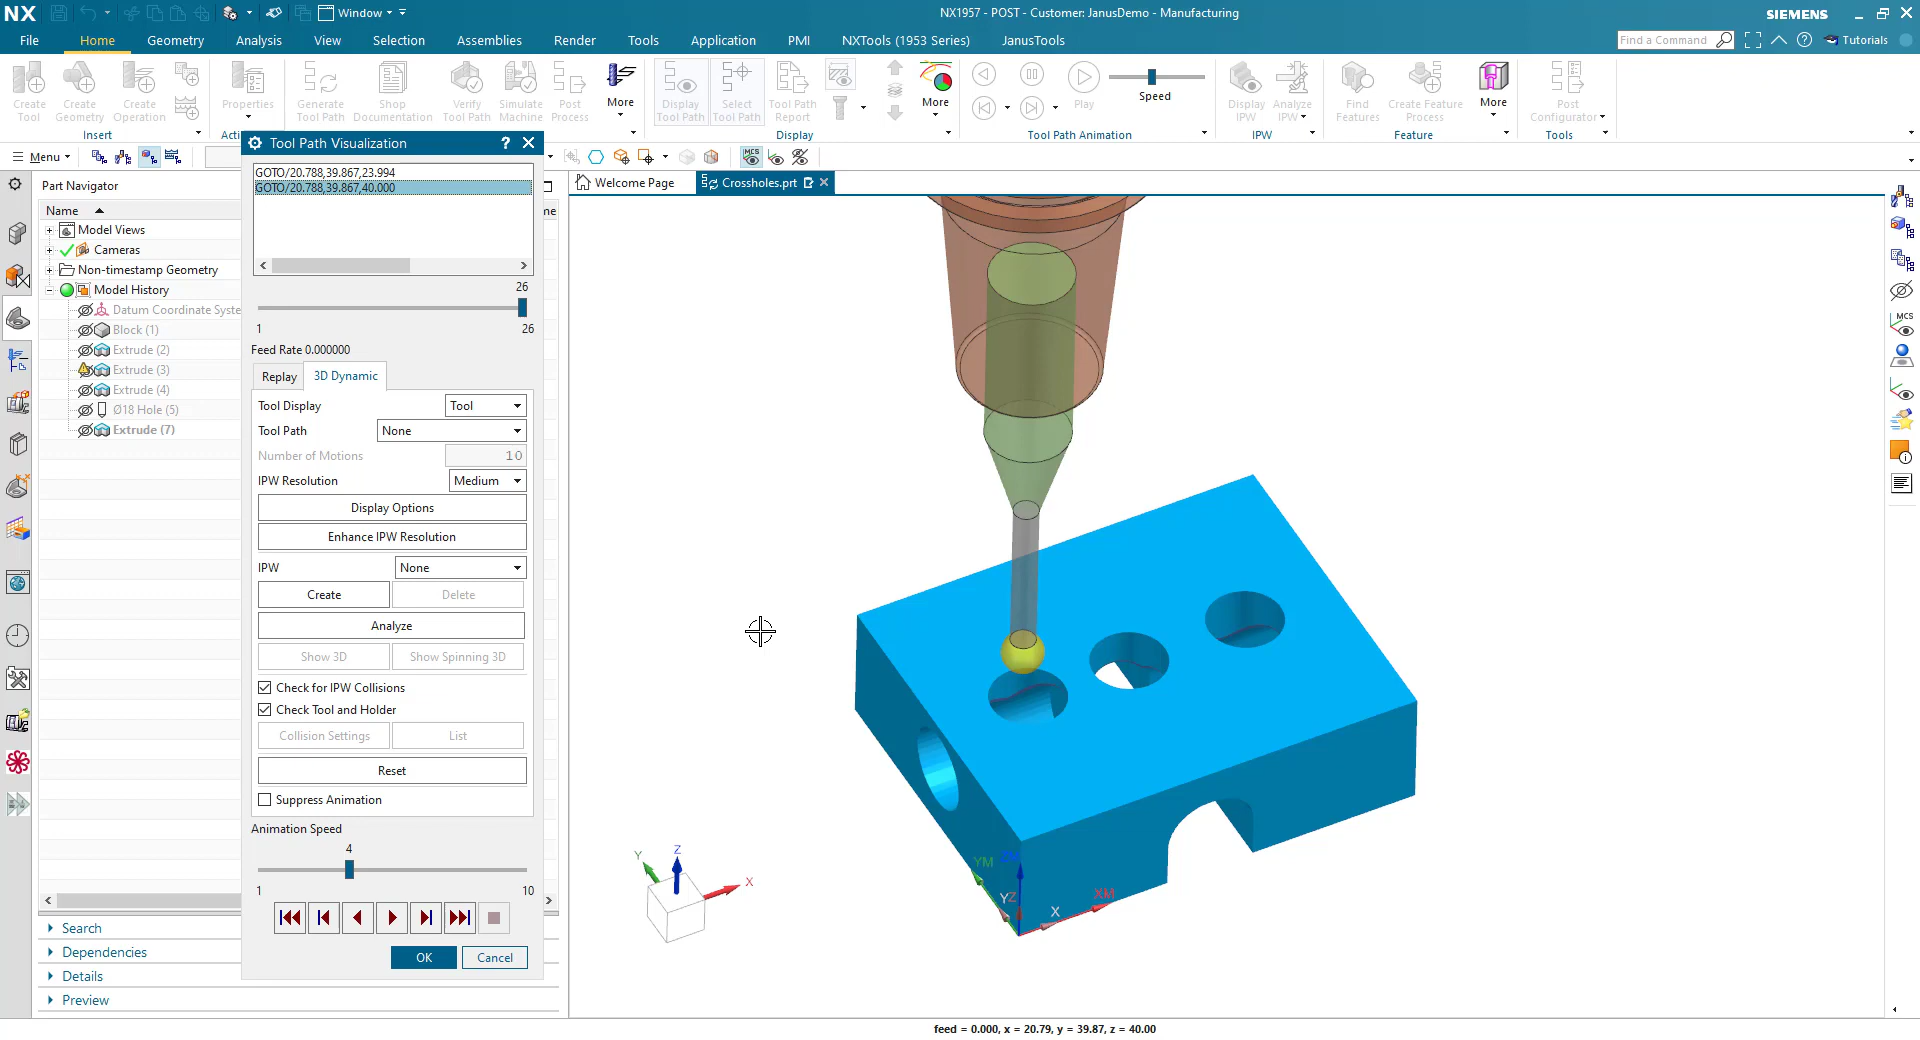 NX
Window
NX1957 - POST - Customer: JanusDemo - Manufacturing
SIEMENS
File
Home
Geometry
Analysis
View
Selection
Assemblies
Render
Tools
Application
PMI
NXTools (1953 Series)
JanusTools
Find a Command
Tutorials
Create Tool
Create Geometry
Create Operation
Properties
Generate Tool Path
Shop Documentation
Verify Tool Path
Simulate Machine
Post Process
More
Display Tool Path
Select Tool Path
Tool Path Report
More
Play
Speed
Display IPW
Analyze IPW
Find Features
Create Feature Process
More
Post Configurator
Insert
Acti
Display
Tool Path Animation
IPW
Feature
Tools
Menu
MCS
Tool Path Visualization
?
Part Navigator
Name
Model Views
Cameras
Non-timestamp Geometry
Model History
Datum Coordinate Syste
Block (1)
Extrude (2)
Extrude (3)
Extrude (4)
Ø18 Hole (5)
Extrude (7)
Search
Dependencies
Details
Preview
GOTO/20.788,39.867,23.994
GOTO/20.788,39.867,40.000
me
26
1
26
Feed Rate 0.000000
Replay
3D Dynamic
Tool Display
Tool
Tool Path
None
Number of Motions
10
IPW Resolution
Medium
Display Options
Enhance IPW Resolution
IPW
None
Create
Delete
Analyze
Show 3D
Show Spinning 3D
Check for IPW Collisions
Check Tool and Holder
Collision Settings
List
Reset
Suppress Animation
Animation Speed
4
1
10
OK
Cancel
Welcome Page
Crossholes.prt
MCS
Y
Z
X
YM
ZM
Y
Z
X
XM
feed = 0.000, x = 20.79, y = 39.87, z = 40.00